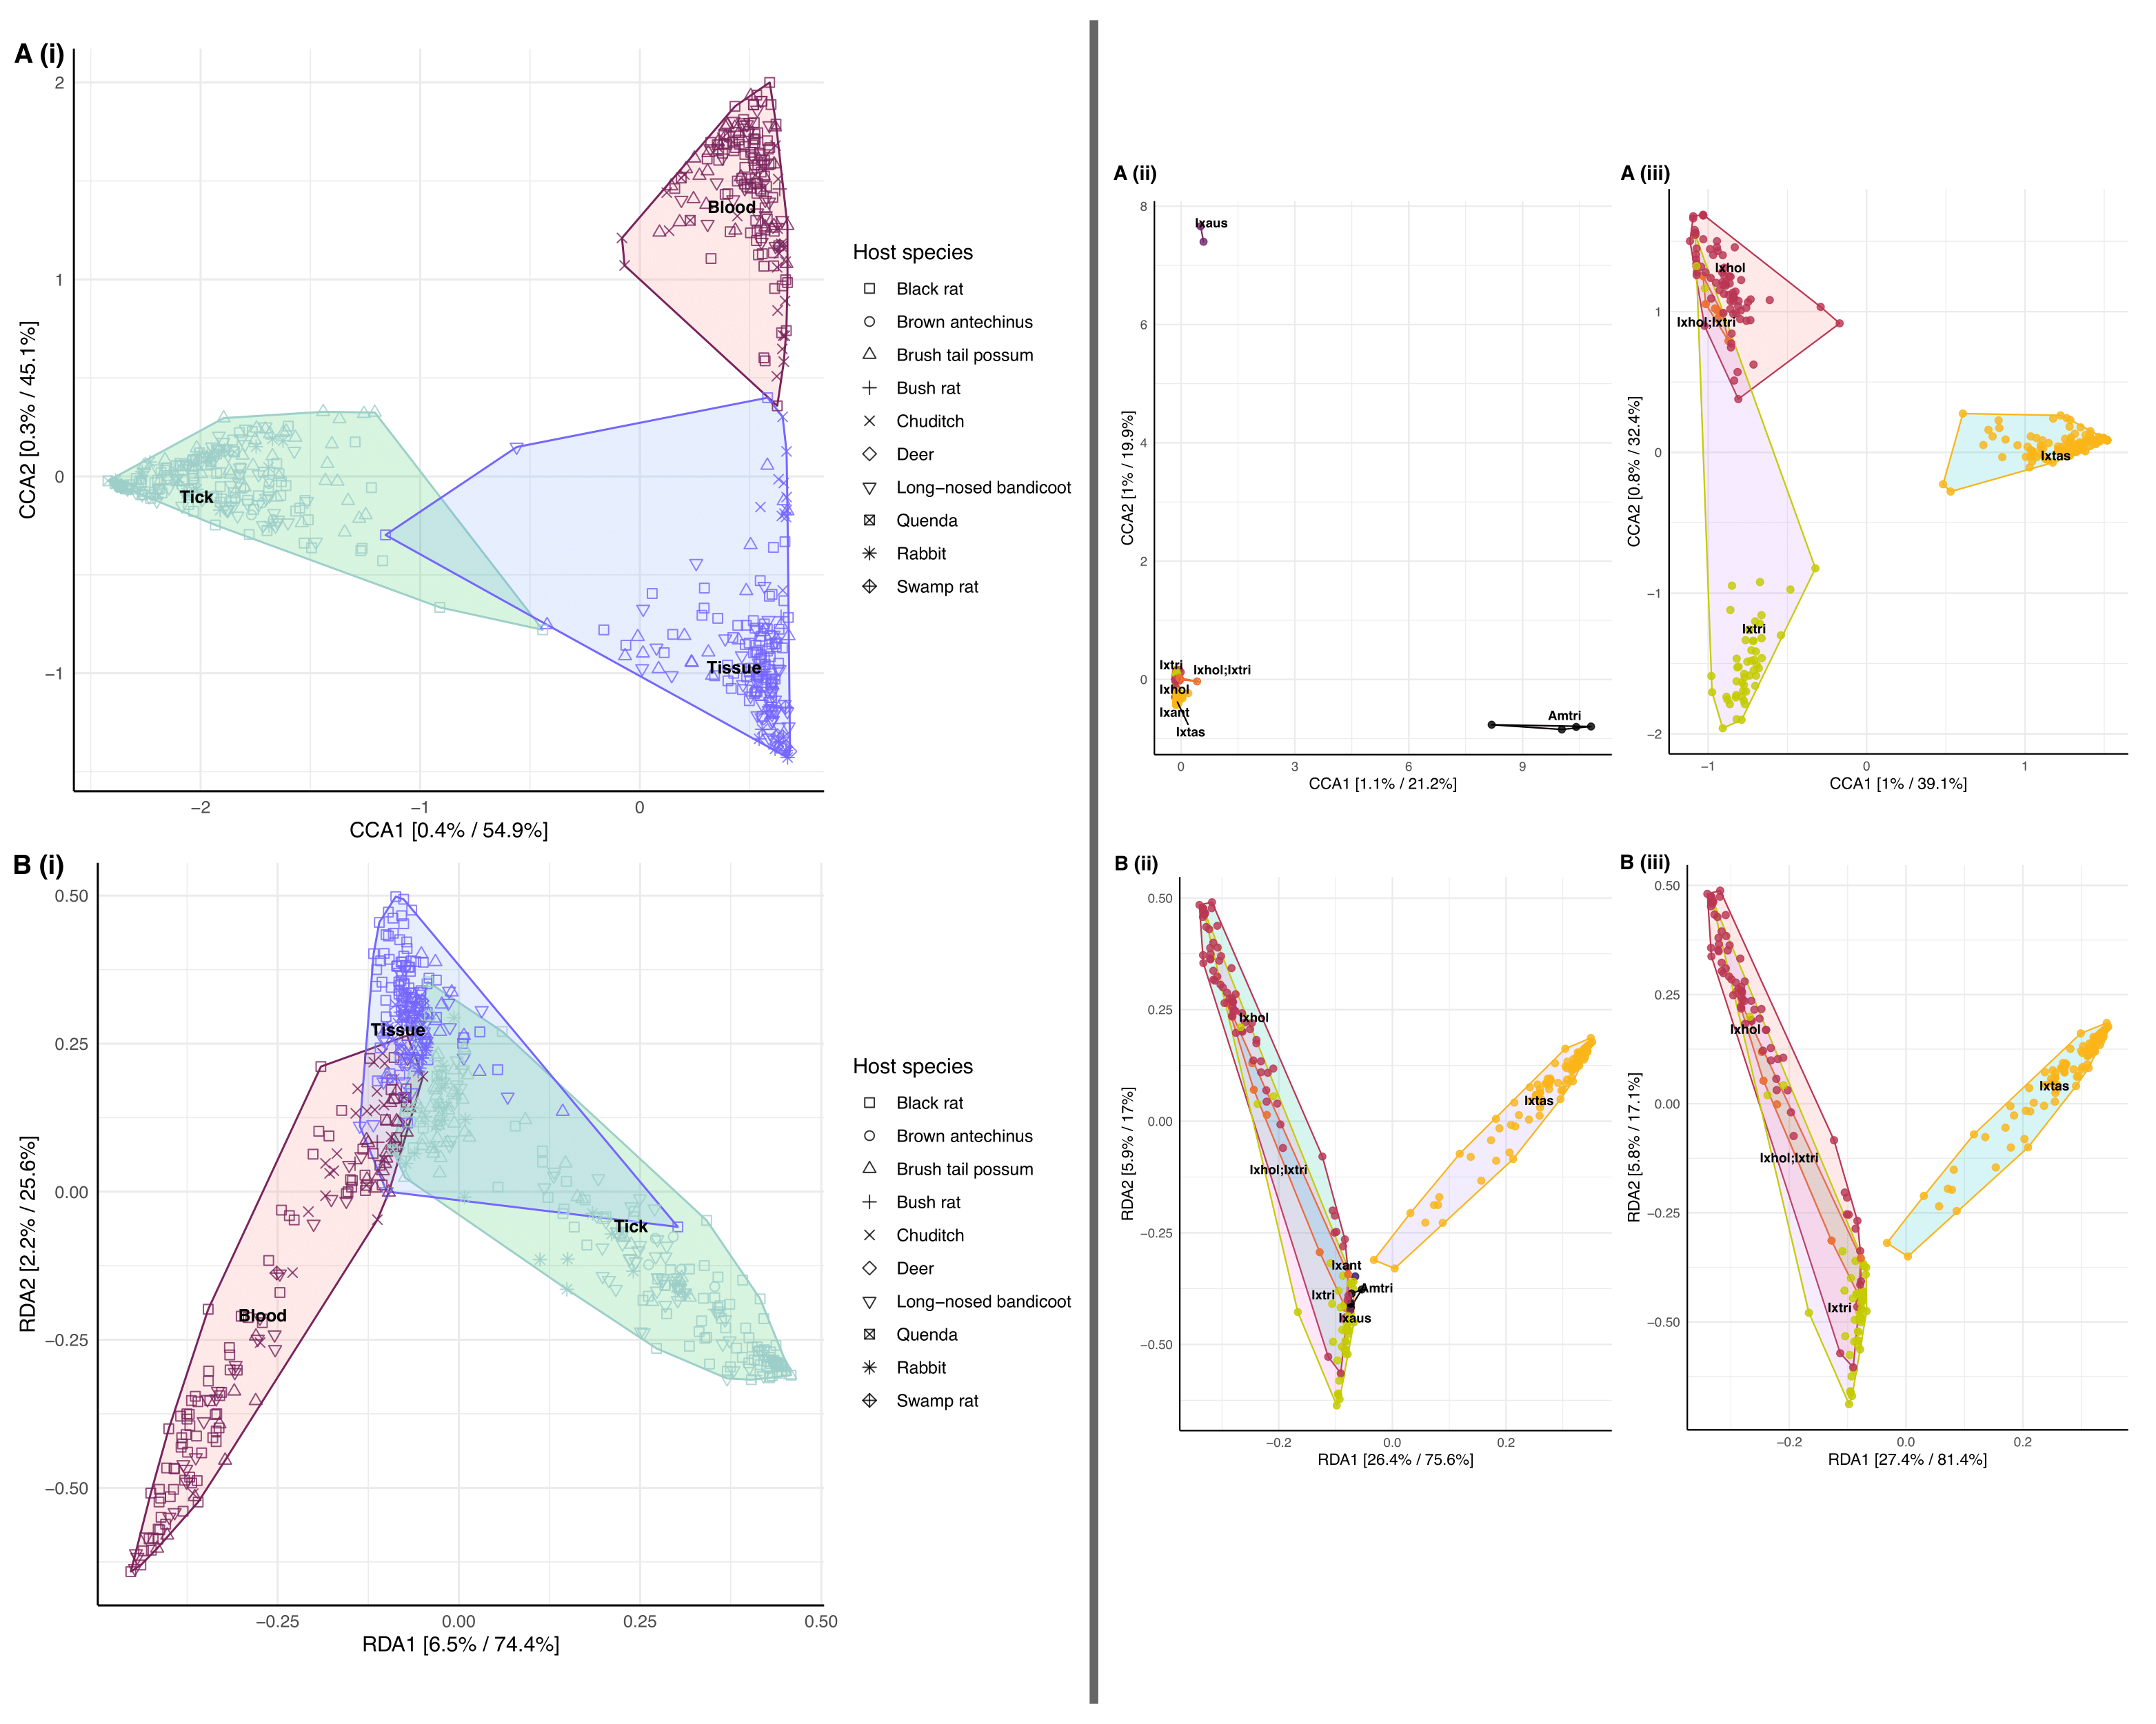 A (i)
2
1
0
−1
CCA2 [0.3% / 45.1%]
Blood
Tick
Tissue
−2
−1
0
CCA1 [0.4% / 54.9%]
Host species
Black rat
Brown antechinus
Brush tail possum
Bush rat
Chuditch
Deer
Long−nosed bandicoot
Quenda
Rabbit
Swamp rat
B (i)
0.50
0.25
0.00
−0.25
−0.50
RDA2 [2.2% / 25.6%]
Tissue
Tick
Blood
−0.25
0.00
0.25
0.50
RDA1 [6.5% / 74.4%]
Host species
Black rat
Brown antechinus
Brush tail possum
Bush rat
Chuditch
Deer
Long−nosed bandicoot
Quenda
Rabbit
Swamp rat
A (ii)
8
6
4
2
0
CCA2 [1% / 19.9%]
Ixaus
Ixtri
Ixhol;Ixtri
Ixhol
Ixant
Ixtas
Amtri
0
3
6
9
CCA1 [1.1% / 21.2%]
A (iii)
1
0
−1
−2
CCA2 [0.8% / 32.4%]
Ixhol
Ixhol;Ixtri
Ixtas
Ixtri
−1
0
1
CCA1 [1% / 39.1%]
B (ii)
0.50
0.25
0.00
−0.25
−0.50
RDA2 [5.9% / 17%]
Ixhol
Ixtas
Ixhol;Ixtri
Ixant
Amtri
Ixtri
Ixaus
−0.2
0.0
0.2
RDA1 [26.4% / 75.6%]
B (iii)
0.50
0.25
0.00
−0.25
−0.50
RDA2 [5.8% / 17.1%]
Ixhol
Ixtas
Ixhol;Ixtri
Ixtri
−0.2
0.0
0.2
RDA1 [27.4% / 81.4%]